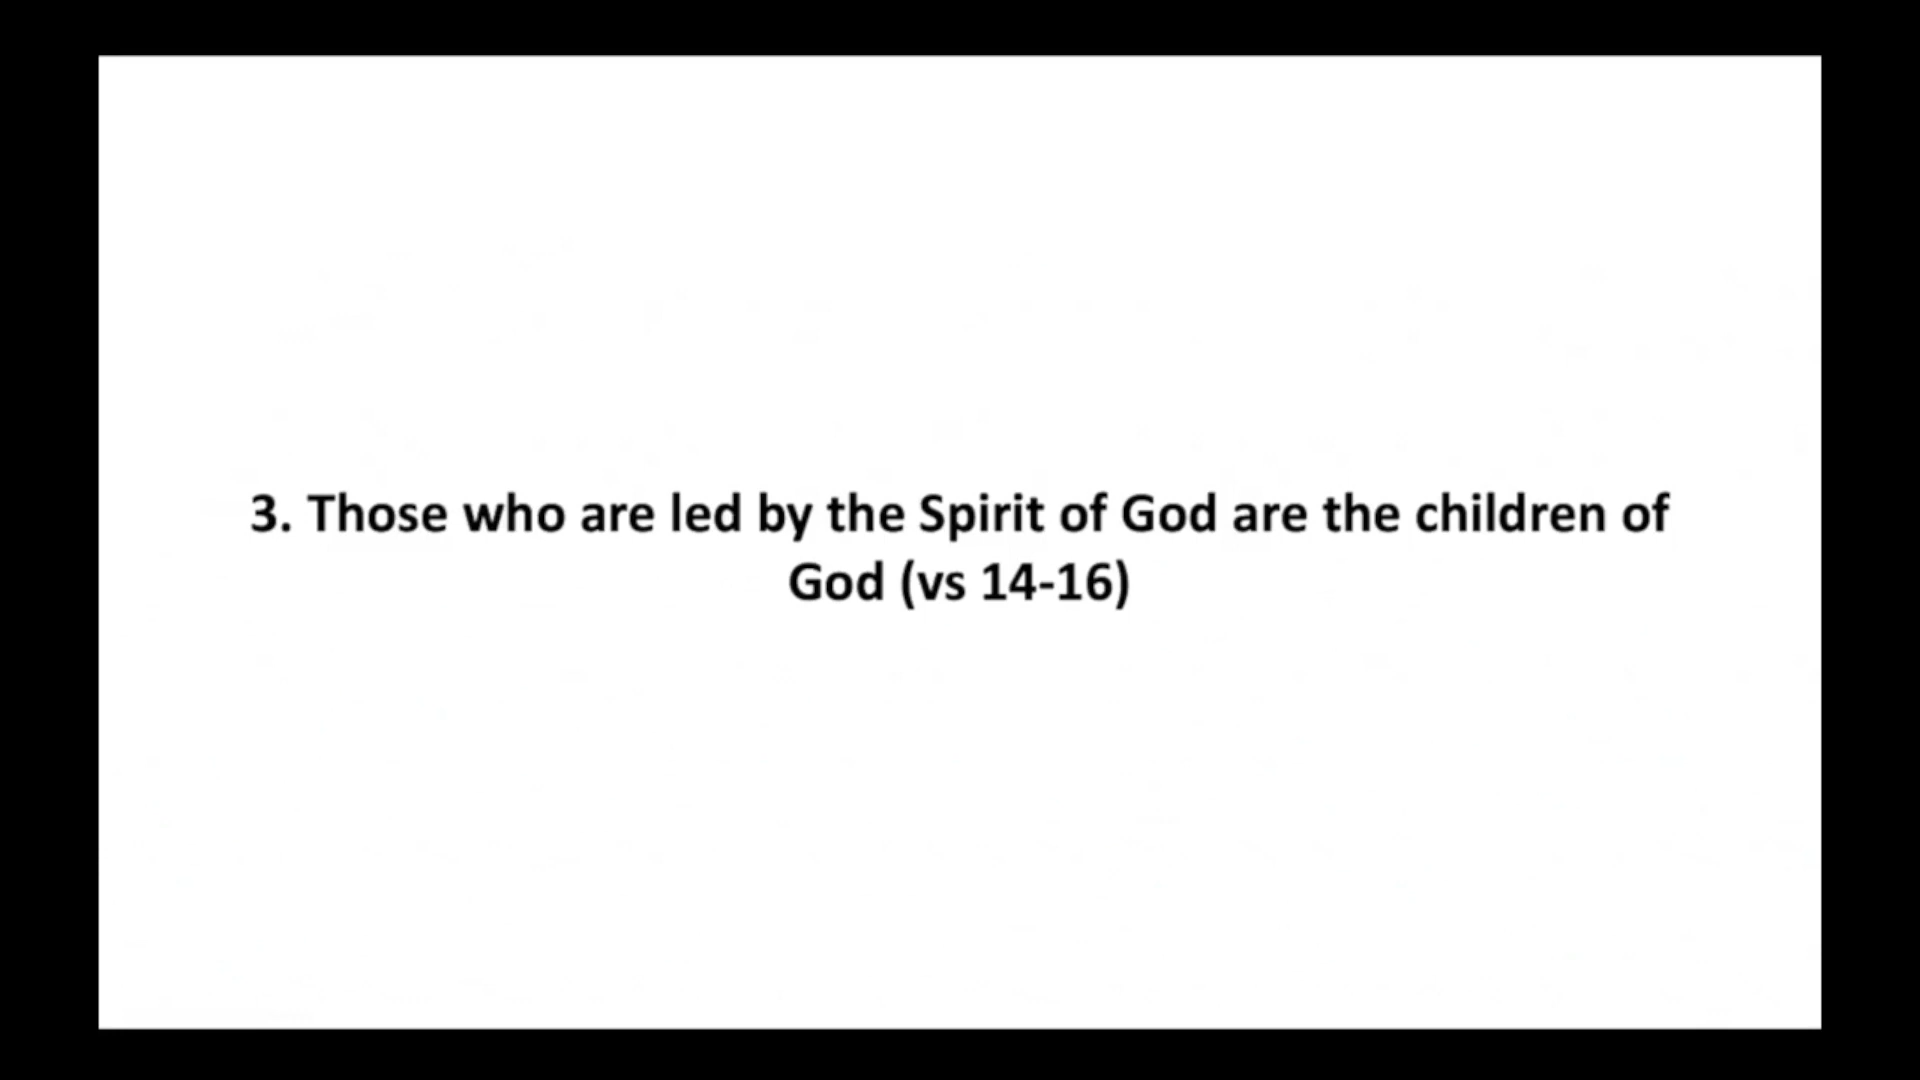 3. Those who are led by the Spirit of God are the children of
God (vs 14-16)